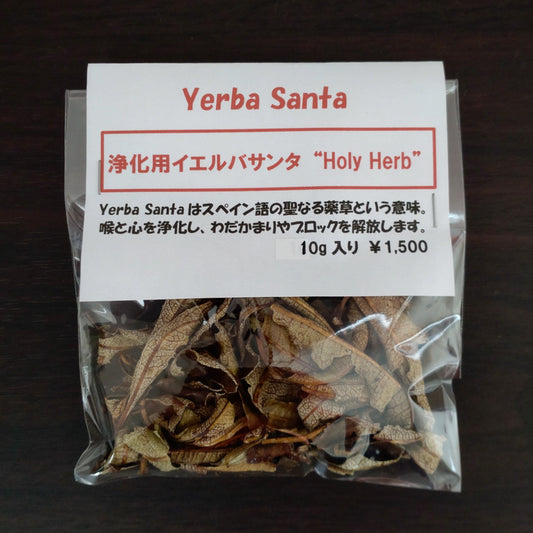 Yerba Santa
浄化用イエルバサンタ “Holy Herb”
Yerba Santaはスペイン語の聖なる薬草という意味。
喉と心を浄化し、わだかまりやブロックを解放します。
10g入り ￥1,500